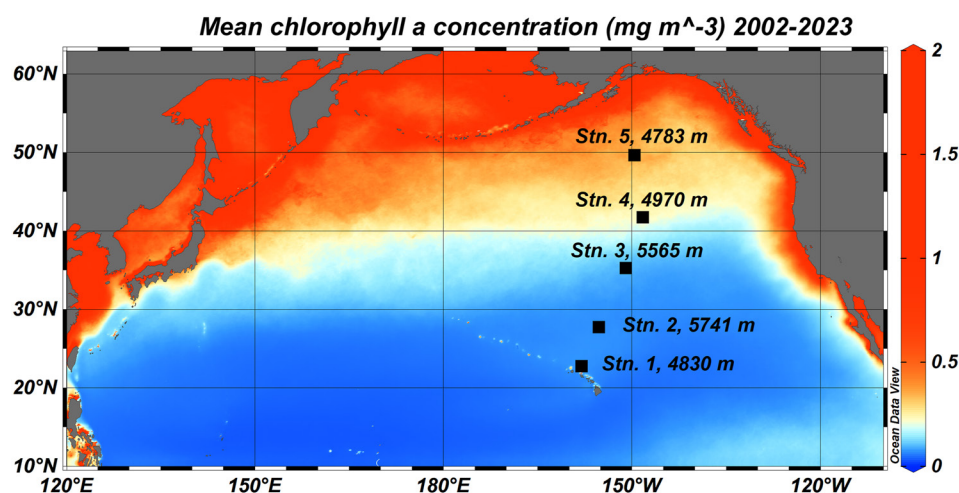 Mean chlorophyll a concentration (mg m^-3) 2002-2023
60°N
50°N
40°N
30°N
20°N
10°N
Stn. 5, 4783 m
Stn. 4, 4970 m
Stn. 3, 5565 m
Stn. 2, 5741 m
Stn. 1, 4830 m
120°E
150°E
180°E
150°W
120°W
Ocean Data View
2
1.5
1
0.5
0